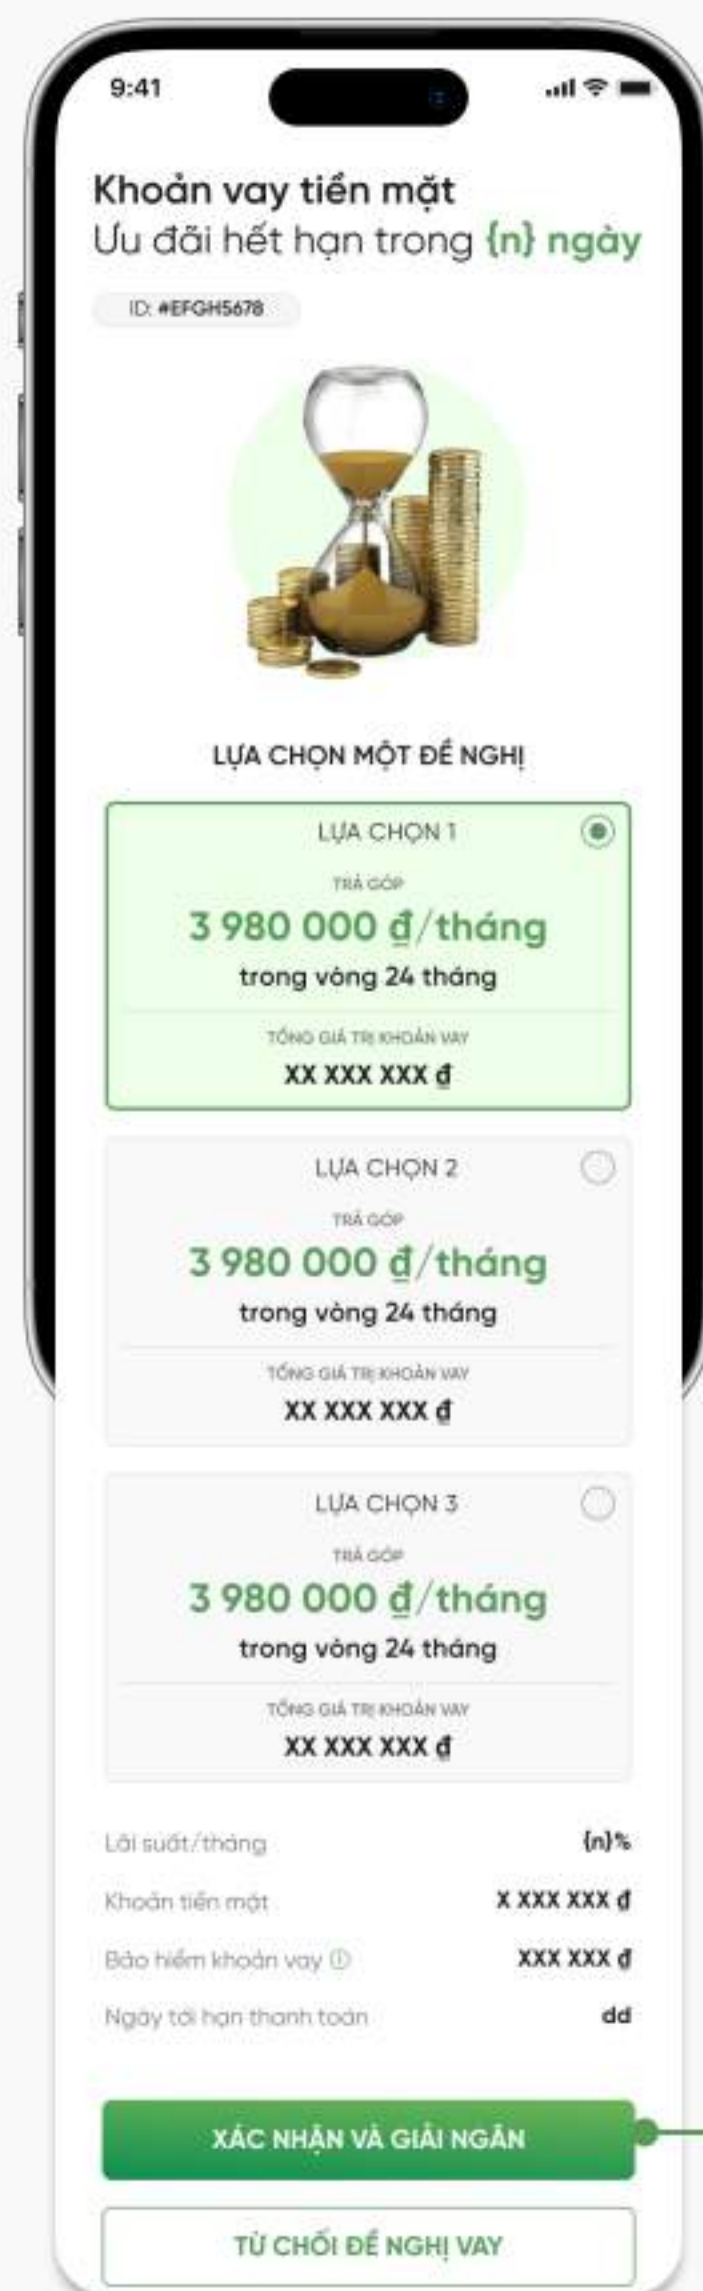 9:41
Khoản vay tiền mặt
Ưu đãi hết hạn trong {n} ngày
ID: #EFGH5678
LỰA CHỌN MỘT ĐỀ NGHỊ
LỰA CHỌN 1
TRẢ GÓP
3 980 000 ₫/tháng
trong vòng 24 tháng
TỔNG GIÁ TRỊ KHOẢN VAY
XX XXX XXX ₫
LỰA CHỌN 2
TRẢ GÓP
3 980 000 ₫/tháng
trong vòng 24 tháng
TỔNG GIÁ TRỊ KHOẢN VAY
XX XXX XXX ₫
LỰA CHỌN 3
TRẢ GÓP
3 980 000 ₫/tháng
trong vòng 24 tháng
TỔNG GIÁ TRỊ KHOẢN VAY
XX XXX XXX ₫
Lãi suất/tháng {n}%
Khoản tiền mặt X XXX XXX ₫
Bảo hiểm khoản vay XXX XXX ₫
Ngày tới hạn thanh toán dd
XÁC NHẬN VÀ GIẢI NGÂN
TỪ CHỐI ĐỀ NGHỊ VAY